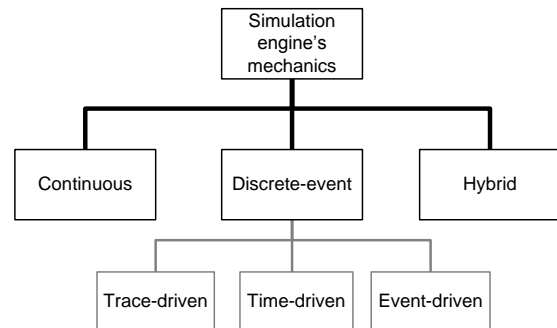 Simulation
engine's
mechanics
Continuous
Discrete-event
Hybrid
Trace-driven
Time-driven
Event-driven